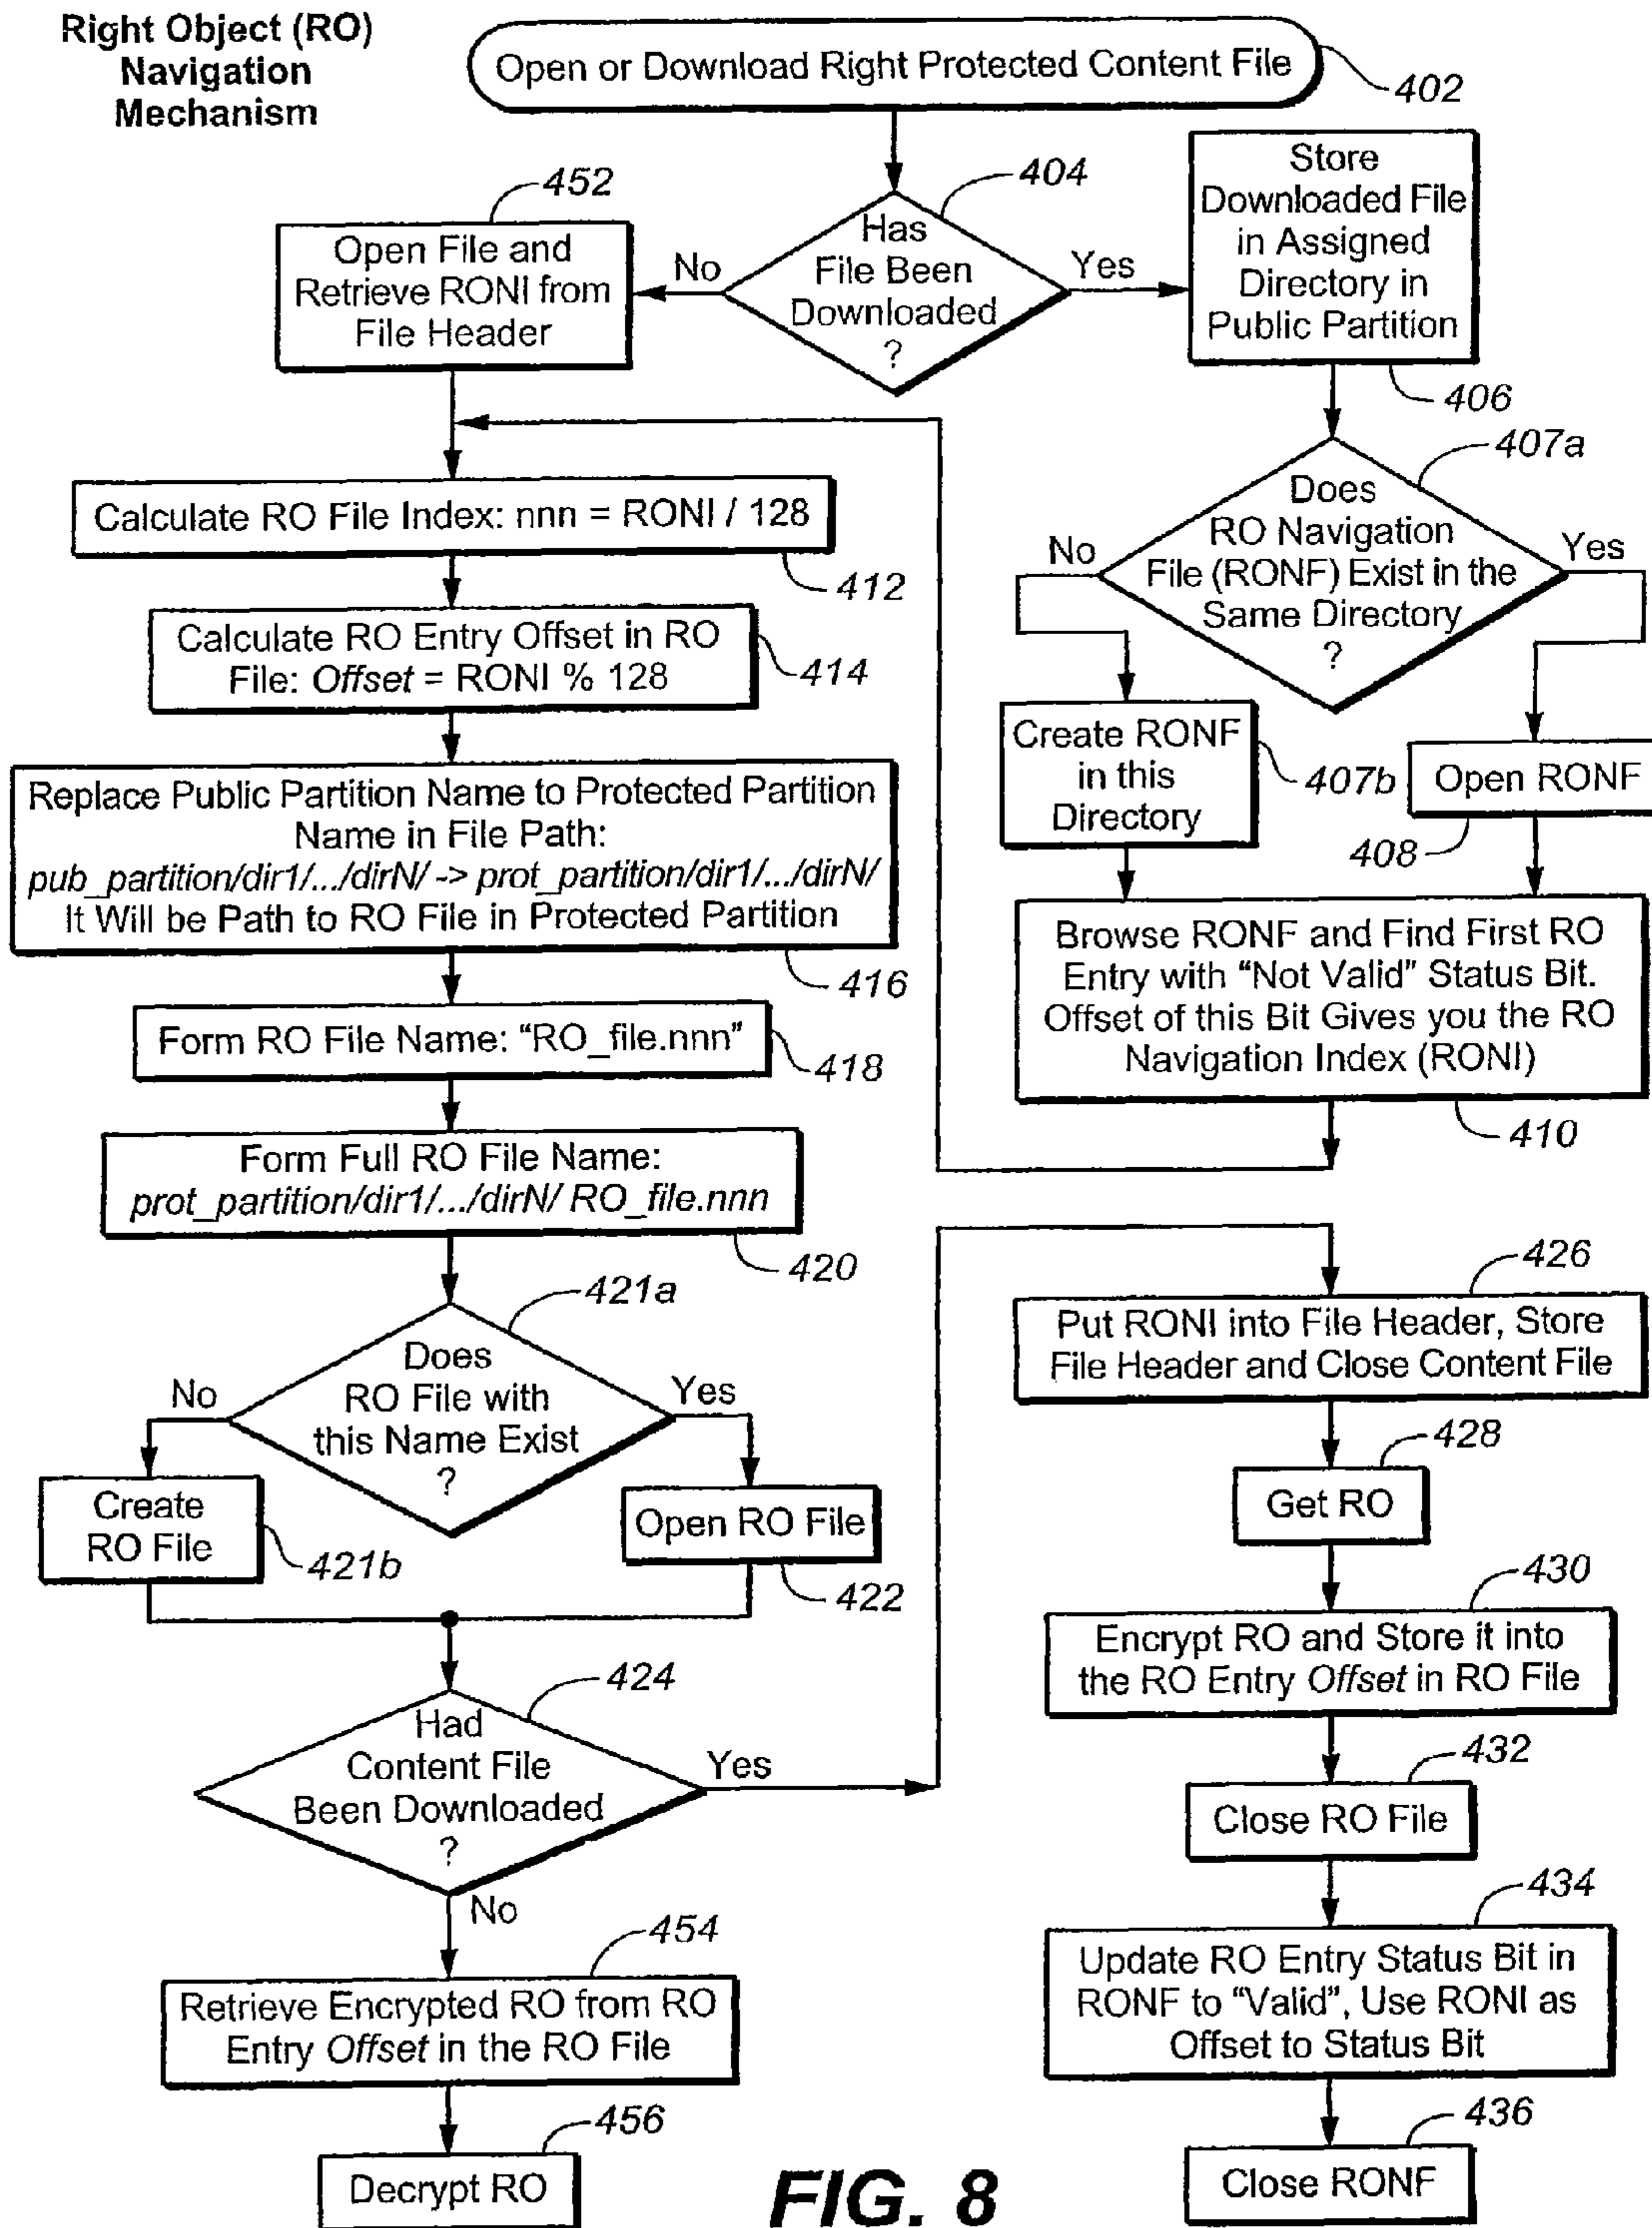 Right Object (RO)
Navigation
Mechanism
Open or Download Right Protected Content File
402
404
Has
File Been
Downloaded
?
No
Yes
452
Open File and
Retrieve RONI from
File Header
Store
Downloaded File
in Assigned
Directory in
Public Partition
406
407a
Does
RO Navigation
File (RONF) Exist in the
Same Directory
?
No
Yes
Create RONF
in this
Directory
407b
Open RONF
408
Browse RONF and Find First RO
Entry with “Not Valid” Status Bit.
Offset of this Bit Gives you the RO
Navigation Index (RONI)
410
Calculate RO File Index: nnn = RONI / 128
412
Calculate RO Entry Offset in RO
File: Offset = RONI % 128
414
Replace Public Partition Name to Protected Partition
Name in File Path:
pub_partition/dir1/.../dirN/ -> prot_partition/dir1/.../dirN/
It Will be Path to RO File in Protected Partition
416
Form RO File Name: “RO_file.nnn”
418
Form Full RO File Name:
prot_partition/dir1/.../dirN/ RO_file.nnn
420
421a
Does
RO File with
this Name Exist
?
No
Yes
Create
RO File
421b
Open RO File
422
424
Had
Content File
Been Downloaded
?
Yes
No
454
Retrieve Encrypted RO from RO
Entry Offset in the RO File
456
Decrypt RO
426
Put RONI into File Header, Store
File Header and Close Content File
428
Get RO
430
Encrypt RO and Store it into
the RO Entry Offset in RO File
432
Close RO File
434
Update RO Entry Status Bit in
RONF to “Valid”, Use RONI as
Offset to Status Bit
436
Close RONF
FIG. 8